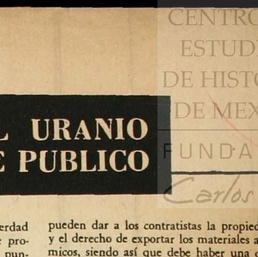 CENTRO
ESTUD
DE HISTO
DE MEX
FUNDA
Carlos
L URANIO
E PUBLICO
erdad
e pro-
pun-
pueden dar a los contratistas la propied
y el derecho de exportar los materiales a
micos, siendo así que debe haber una c